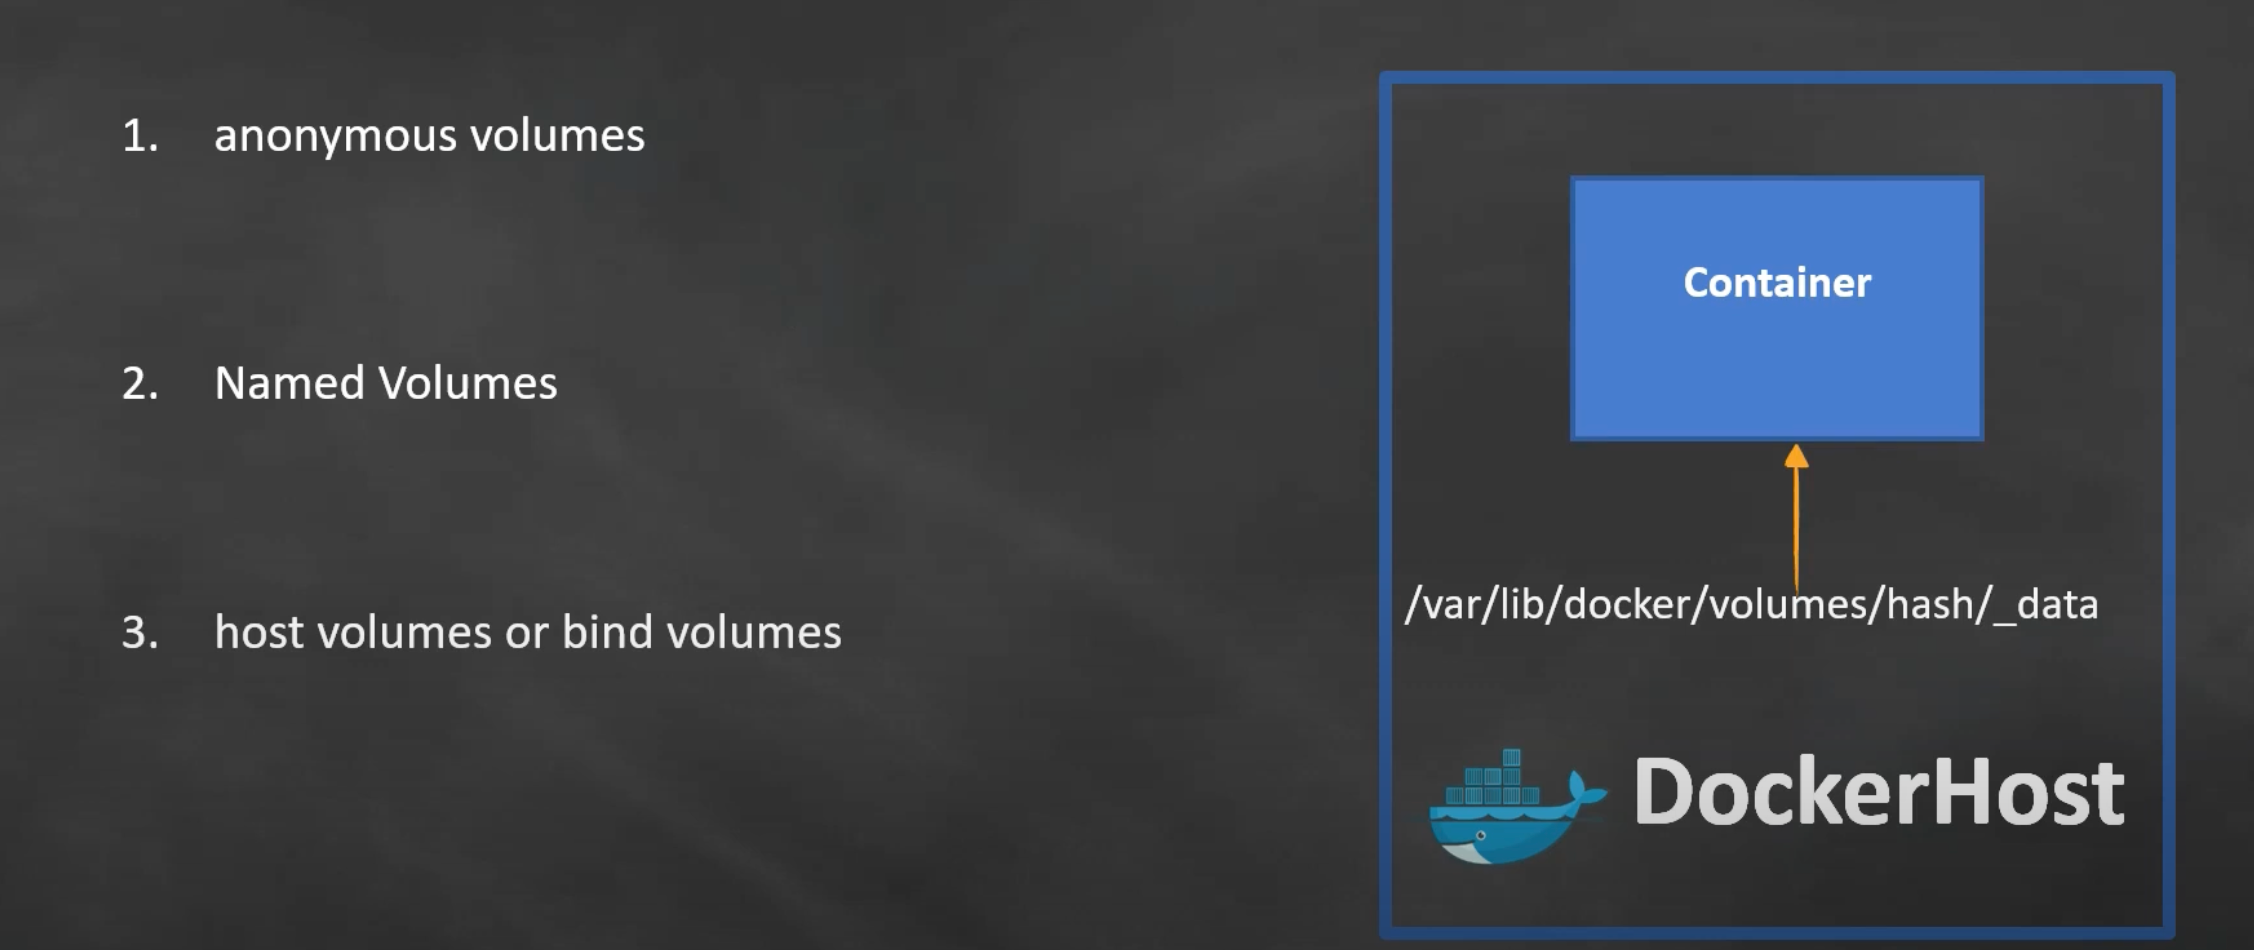 1. anonymous volumes
2. Named Volumes
3. host volumes or bind volumes
Container
/var/lib/docker/volumes/hash/_data
DockerHost